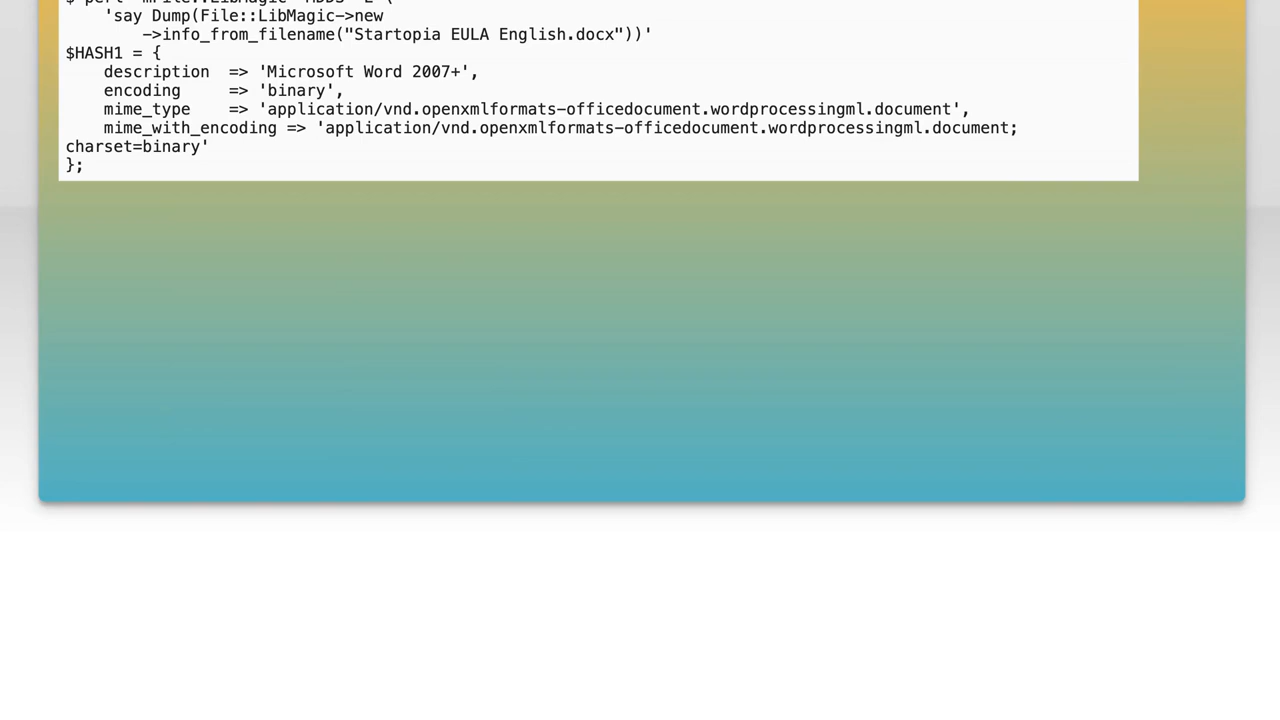 'say Dump(File::LibMagic->new
->info_from_filename("Startopia EULA English.docx"))'
$HASH1 = {
description => 'Microsoft Word 2007+',
encoding => 'binary',
mime_type => 'application/vnd.openxmlformats-officedocument.wordprocessingml.document',
mime_with_encoding => 'application/vnd.openxmlformats-officedocument.wordprocessingml.document;
charset=binary'
};